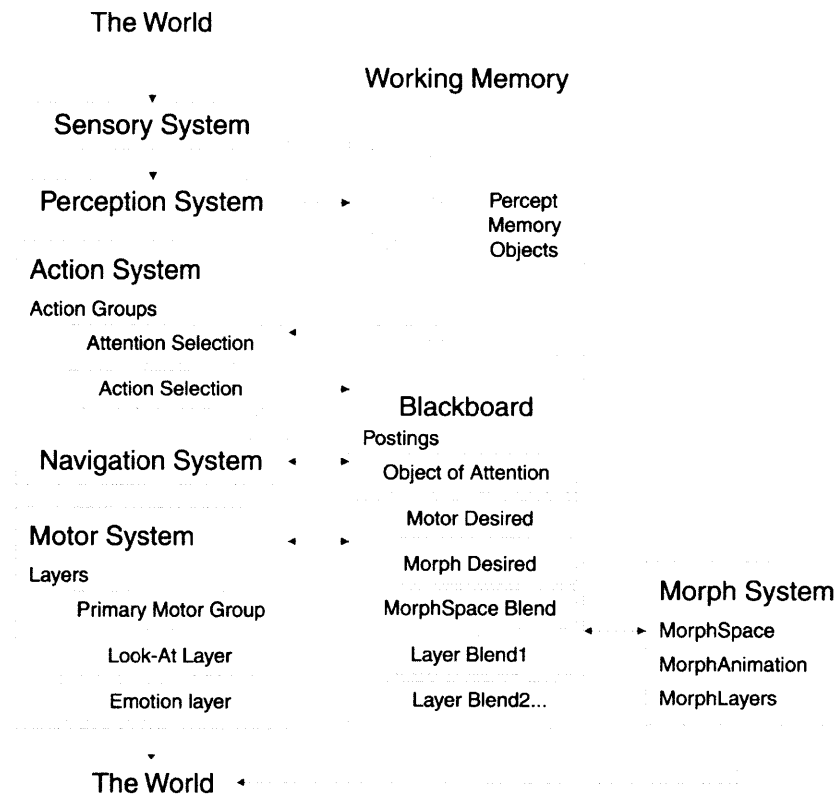 The World
Working Memory
Sensory System
Perception System
Percept
Memory
Objects
Action System
Action Groups
Attention Selection
Action Selection
Blackboard
Postings
Navigation System
Object of Attention
Motor Desired
Motor System
Morph Desired
Layers
Morph System
Primary Motor Group
MorphSpace Blend
MorphSpace
Look-At Layer
Layer Blend1
MorphAnimation
Emotion layer
Layer Blend2...
MorphLayers
The World